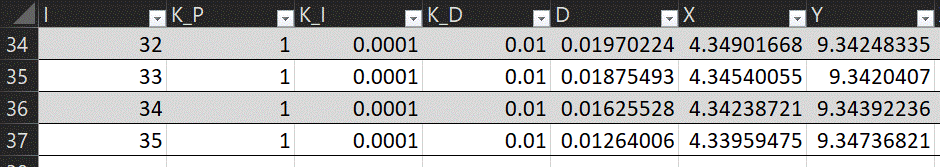 I K_P K_I K_D D X Y
34 32 1 0.0001 0.01 0.01970224 4.34901668 9.34248335
35 33 1 0.0001 0.01 0.01875493 4.34540055 9.3420407
36 34 1 0.0001 0.01 0.01625528 4.34238721 9.34392236
37 35 1 0.0001 0.01 0.01264006 4.33959475 9.34736821